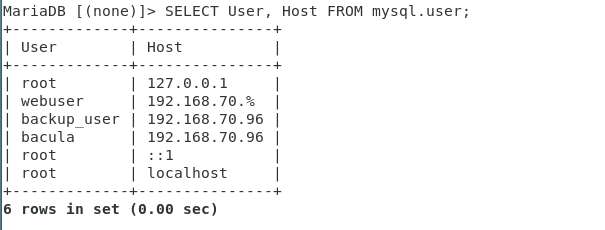 MariaDB [(none)]> SELECT User, Host FROM mysql.user;
+-------------+---------------+
| User        | Host          |
+-------------+---------------+
| root        | 127.0.0.1     |
| webuser     | 192.168.70.%  |
| backup_user | 192.168.70.96 |
| bacula      | 192.168.70.96 |
| root        | ::1           |
| root        | localhost     |
+-------------+---------------+
6 rows in set (0.00 sec)